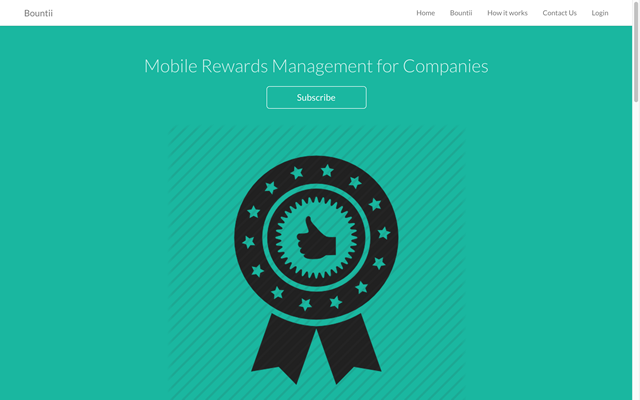 Bountii
Home Bountii How it works Contact Us Login
Mobile Rewards Management for Companies
Subscribe